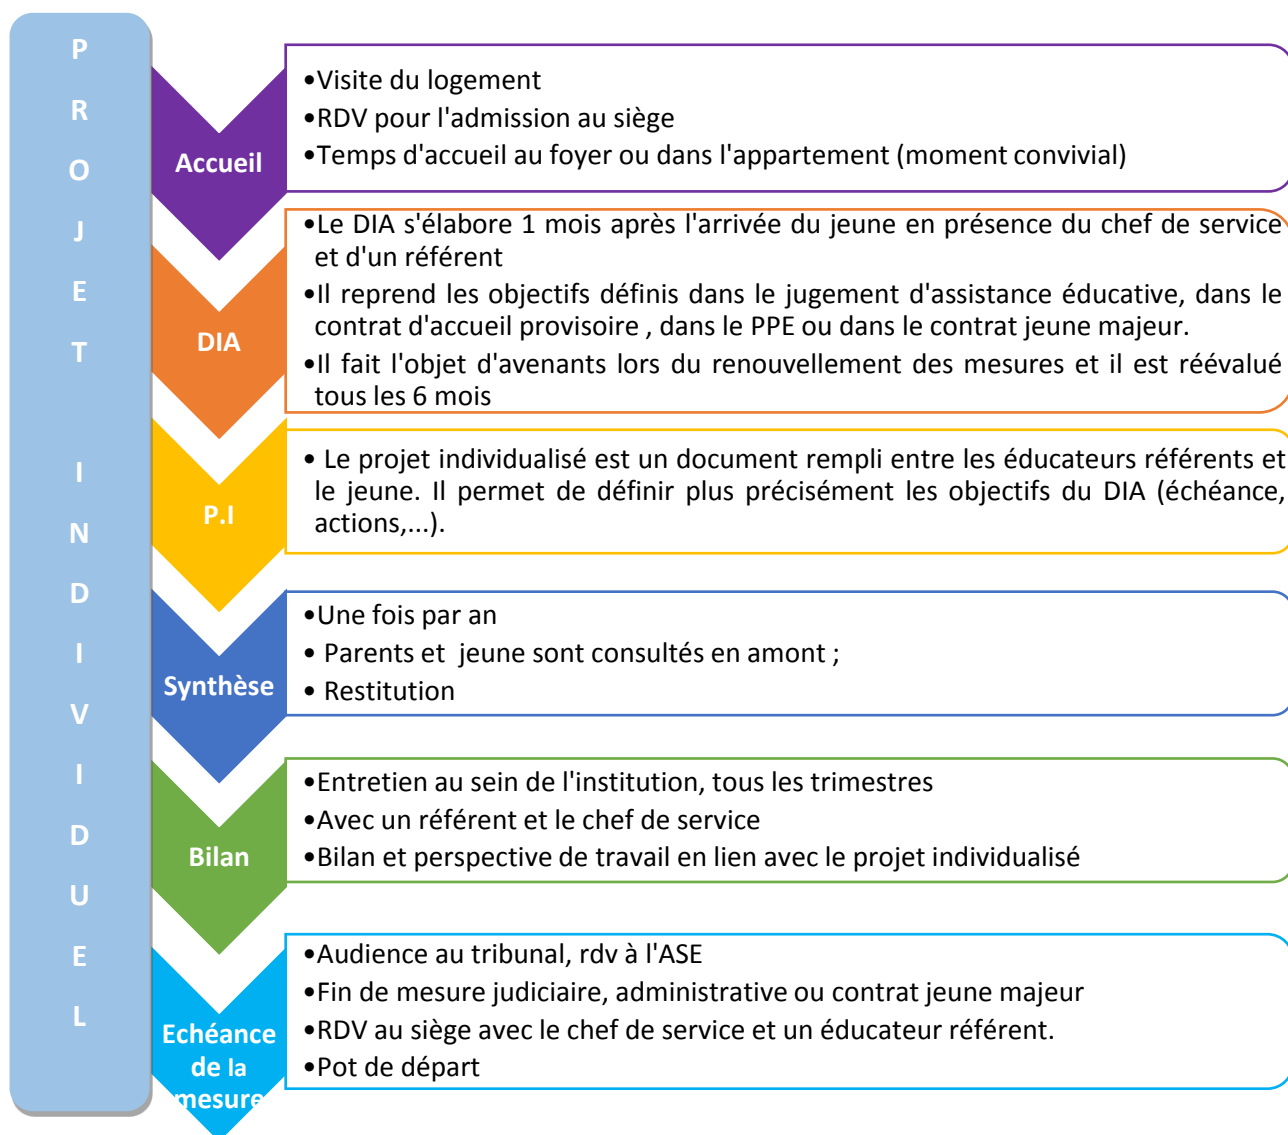 PROJET INDIVIDUEL
Accueil
•Visite du logement
•RDV pour l'admission au siège
•Temps d'accueil au foyer ou dans l'appartement (moment convivial)
DIA
•Le DIA s'élabore 1 mois après l'arrivée du jeune en présence du chef de service
et d'un référent
•Il reprend les objectifs définis dans le jugement d'assistance éducative, dans le
contrat d'accueil provisoire , dans le PPE ou dans le contrat jeune majeur.
•Il fait l'objet d'avenants lors du renouvellement des mesures et il est réévalué
tous les 6 mois
P.I
• Le projet individualisé est un document rempli entre les éducateurs référents et
le jeune. Il permet de définir plus précisément les objectifs du DIA (échéance,
actions,...).
Synthèse
•Une fois par an
• Parents et jeune sont consultés en amont ;
• Restitution
Bilan
•Entretien au sein de l'institution, tous les trimestres
•Avec un référent et le chef de service
•Bilan et perspective de travail en lien avec le projet individualisé
Echéance
de la
mesure
•Audience au tribunal, rdv à l'ASE
•Fin de mesure judiciaire, administrative ou contrat jeune majeur
•RDV au siège avec le chef de service et un éducateur référent.
•Pot de départ